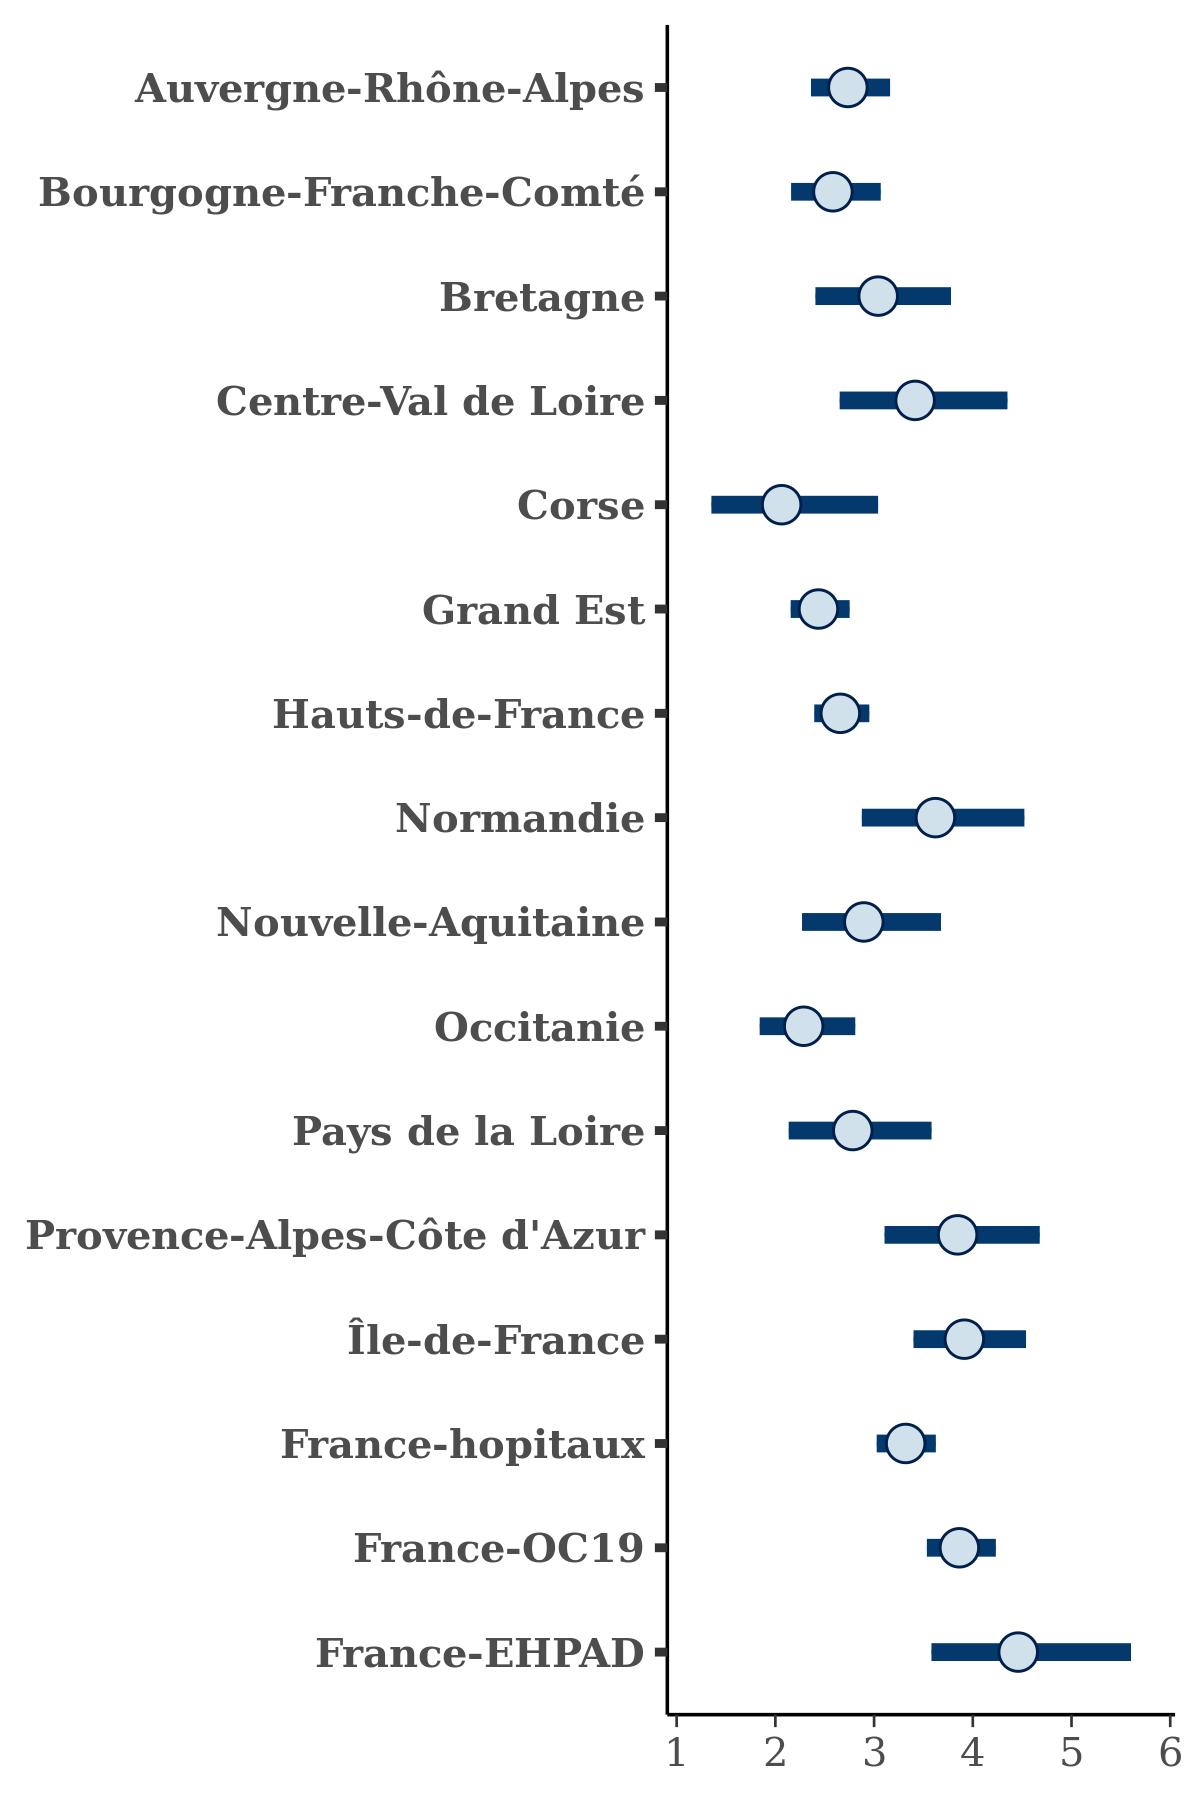 Auvergne-Rhône-Alpes
Bourgogne-Franche-Comté
Bretagne
Centre-Val de Loire
Corse
Grand Est
Hauts-de-France
Normandie
Nouvelle-Aquitaine
Occitanie
Pays de la Loire
Provence-Alpes-Côte d'Azur
Île-de-France
France-hopitaux
France-OC19
France-EHPAD
1 2 3 4 5 6